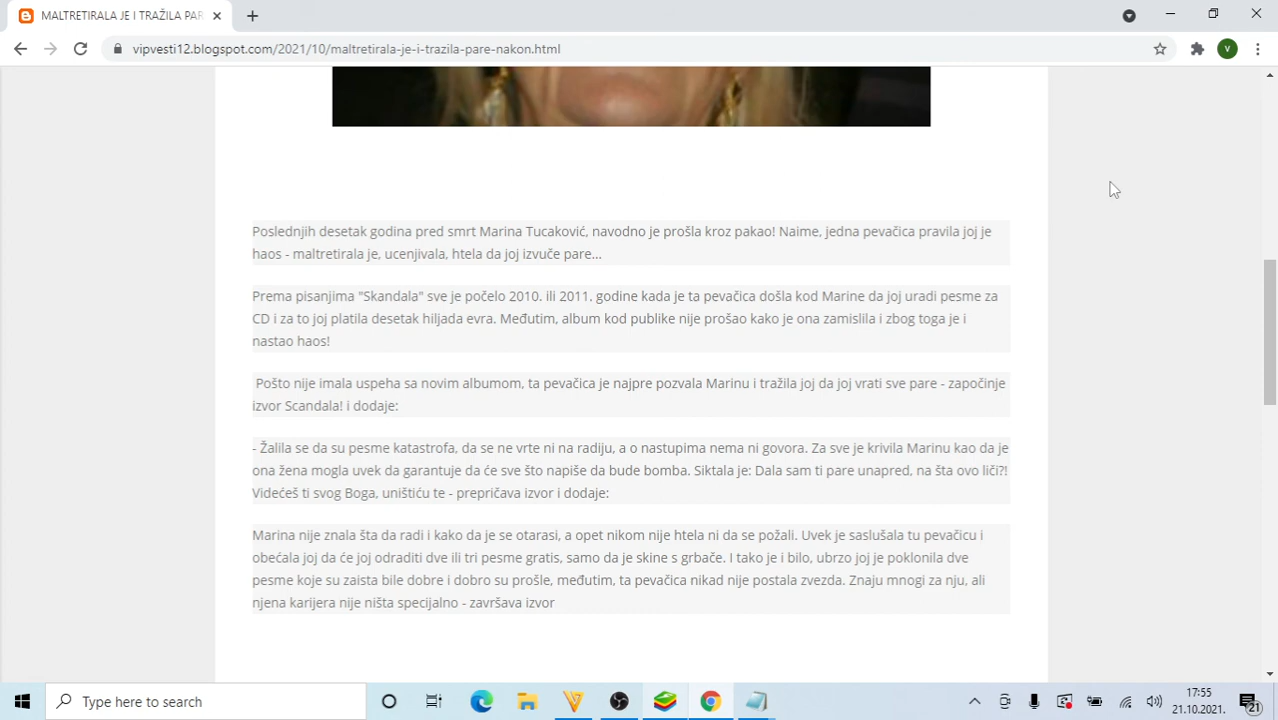 MALTRETIRALA JE I TRAŽILA PAR
vipvesti12.blogspot.com/2021/10/maltretirala-je-i-trazila-pare-nakon.html
V
Poslednjih desetak godina pred smrt Marina Tucaković, navodno je prošla kroz pakao! Naime, jedna pevačica pravila joj je
haos - maltretirala je, ucenjivala, htela da joj izvuče pare...
Prema pisanjima "Skandala" sve je počelo 2010. ili 2011. godine kada je ta pevačica došla kod Marine da joj uradi pesme za
CD i za to joj platila desetak hiljada evra. Međutim, album kod publike nije prošao kako je ona zamislila i zbog toga je i
nastao haos!
Pošto nije imala uspeha sa novim albumom, ta pevačica je najpre pozvala Marinu i tražila joj da joj vrati sve pare - započinje
izvor Scandala! i dodaje:
- Žalila se da su pesme katastrofa, da se ne vrte ni na radiju, a o nastupima nema ni govora. Za sve je krivila Marinu kao da je
ona žena mogla uvek da garantuje da će sve što napiše da bude bomba. Siktala je: Dala sam ti pare unapred, na šta ovo liči?!
Videćeš ti svog Boga, uništiću te - prepričava izvor i dodaje:
Marina nije znala šta da radi i kako da je se otarasi, a opet nikom nije htela ni da se požali. Uvek je saslušala tu pevačicu i
obećala joj da će joj odraditi dve ili tri pesme gratis, samo da je skine s grbače. I tako je i bilo, ubrzo joj je poklonila dve
pesme koje su zaista bile dobre i dobro su prošle, međutim, ta pevačica nikad nije postala zvezda. Znaju mnogi za nju, ali
njena karijera nije ništa specijalno - završava izvor
Type here to search
17:55
21.10.2021.
21